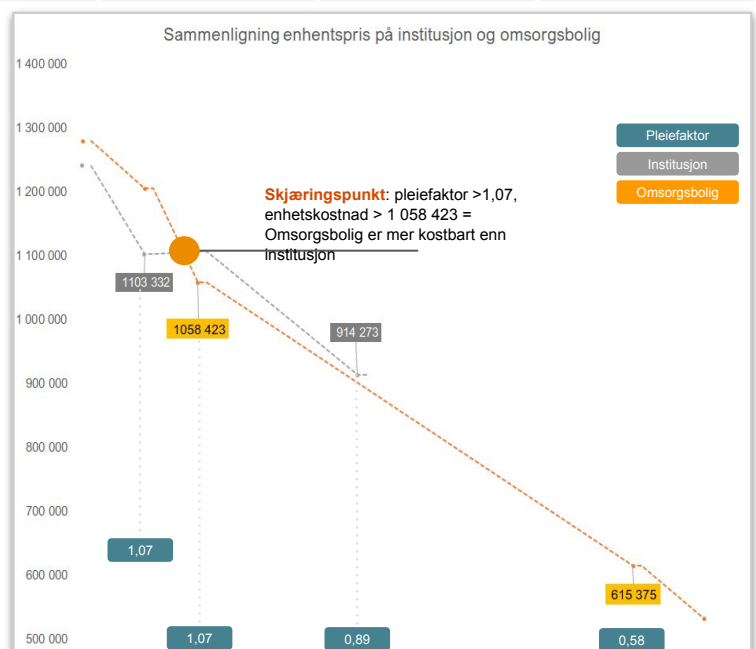 Sammenligning enhentspris på institusjon og omsorgsbolig
1 400 000
1 300 000
Pleiefaktor
Institusjon
Omsorgsbolig
1 200 000
Skjæringspunkt: pleiefaktor >1,07,
enhetskostnad > 1 058 423 =
Omsorgsbolig er mer kostbart enn
institusjon
1 100 000
1103 332
1 000 000
1058 423
914 273
900 000
800 000
700 000
1,07
600 000
615 375
500 000
1,07
0,89
0,58